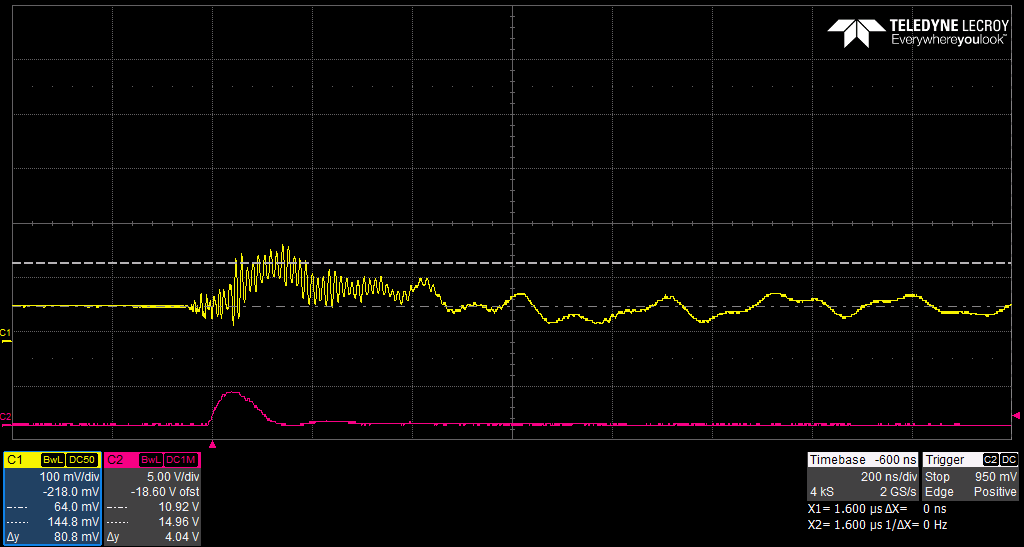 TELEDYNE LECROY
Everywhereyoulook™
C1
C2
C1 BwL DC50
100 mV/div
-218.0 mV
64.0 mV
144.8 mV
Δy 80.8 mV
C2 BwL DC1M
5.00 V/div
-18.60 V ofst
10.92 V
14.96 V
Δy 4.04 V
Timebase -600 ns
200 ns/div
4 kS 2 GS/s
Trigger C2 DC
Stop 950 mV
Edge Positive
X1= 1.600 µs ΔX= 0 ns
X2= 1.600 µs 1/ΔX= 0 Hz